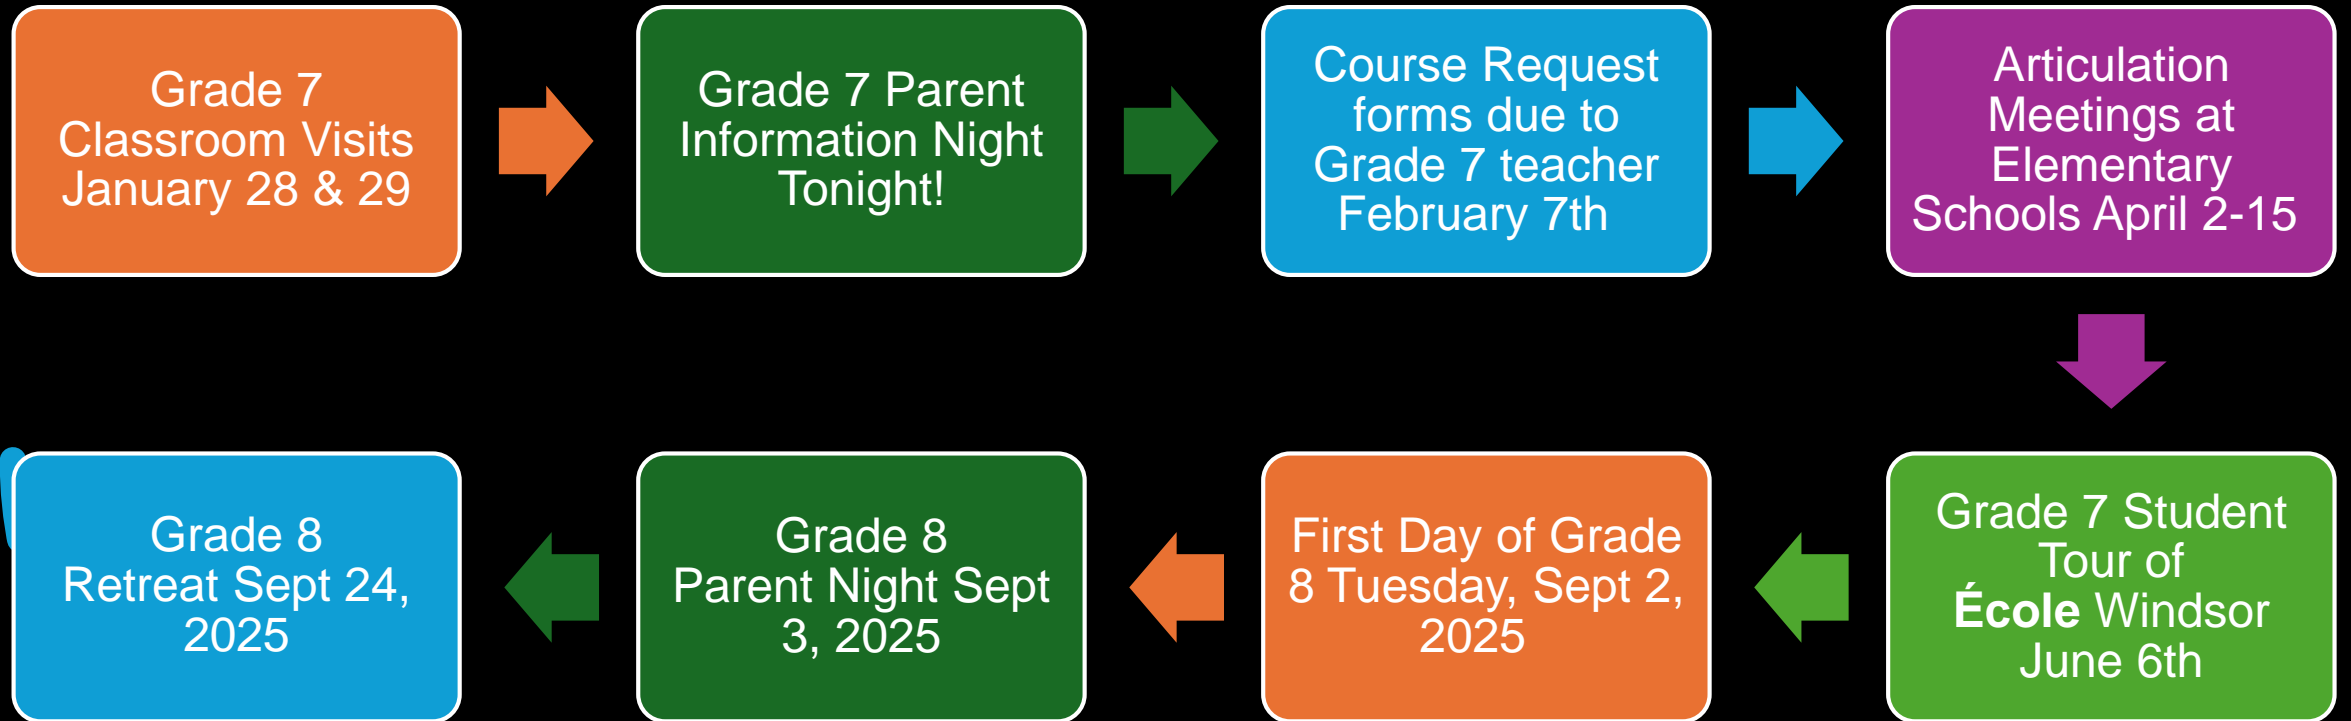 Grade 7
Classroom Visits
January 28 & 29
Grade 7 Parent
Information Night
Tonight!
Course Request
forms due to
Grade 7 teacher
February 7th
Articulation
Meetings at
Elementary
Schools April 2-15
Grade 7 Student
Tour of
École Windsor
June 6th
First Day of Grade
8 Tuesday, Sept 2,
2025
Grade 8
Parent Night Sept
3, 2025
Grade 8
Retreat Sept 24,
2025